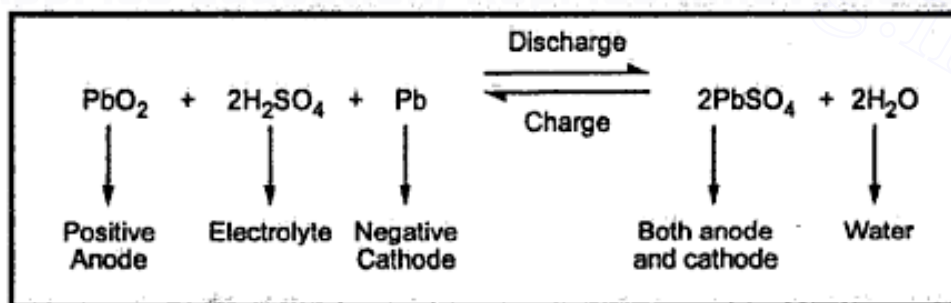 Discharge
PbO₂ + 2H₂SO₄ + Pb 2PbSO₄ + 2H₂O
Charge
Positive Anode
Electrolyte
Negative Cathode
Both anode and cathode
Water